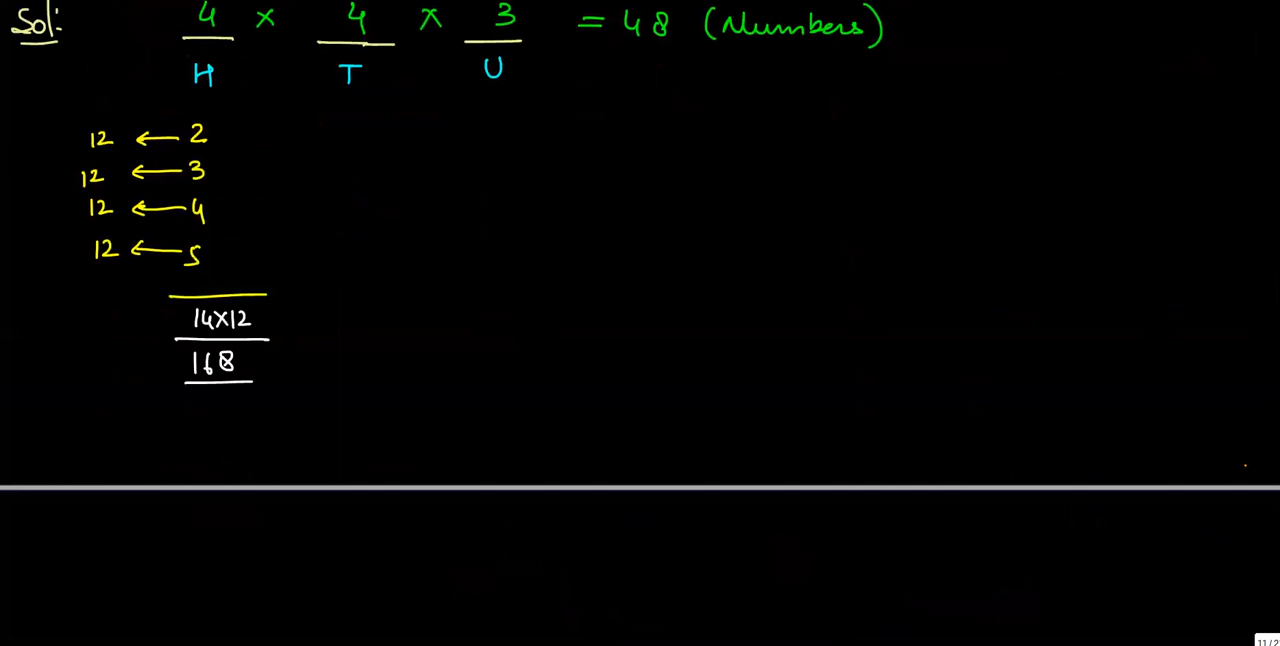 Sol:
4 × 4 × 3 = 48 (Numbers)
H T U
12 ← 2
12 ← 3
12 ← 4
12 ← 5
14×12
168